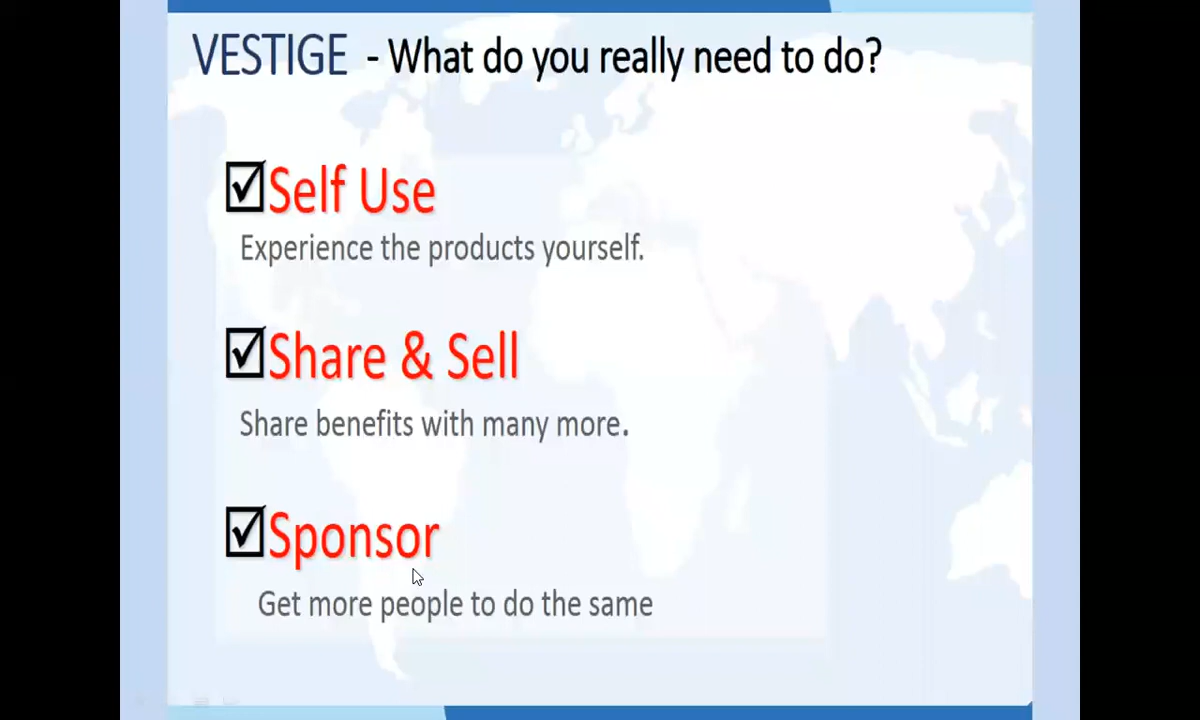 VESTIGE - What do you really need to do?
Self Use
Experience the products yourself.
Share & Sell
Share benefits with many more.
Sponsor
Get more people to do the same